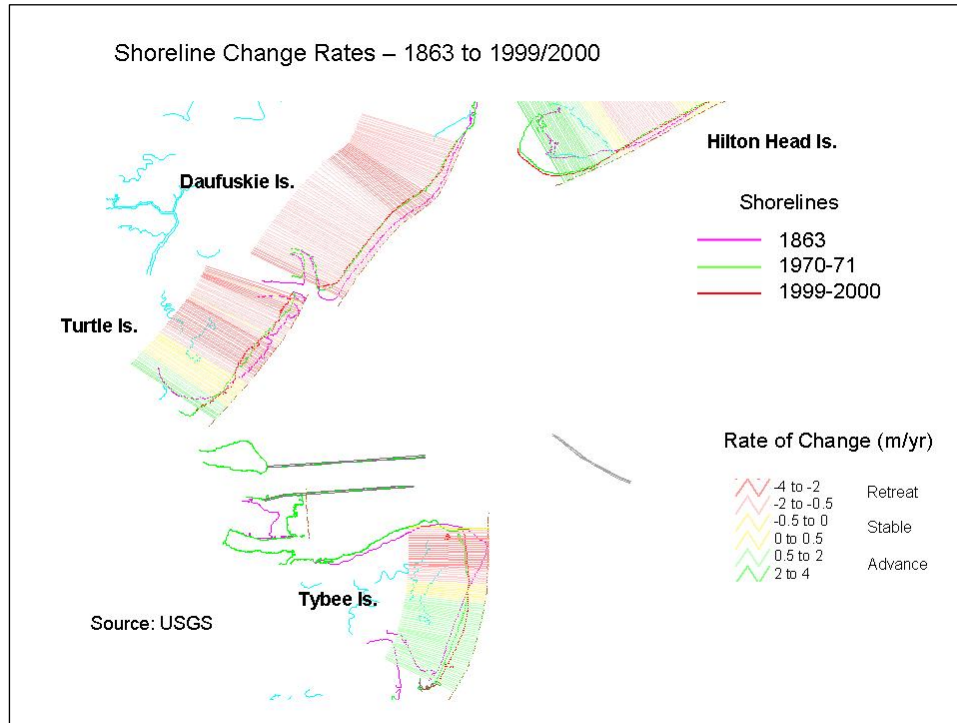 Shoreline Change Rates – 1863 to 1999/2000
Hilton Head Is.
Daufuskie Is.
Shorelines
1863
1970-71
1999-2000
Turtle Is.
Rate of Change (m/yr)
-4 to -2
-2 to -0.5
Retreat
-0.5 to 0
0 to 0.5
Stable
0.5 to 2
2 to 4
Advance
Tybee Is.
Source: USGS